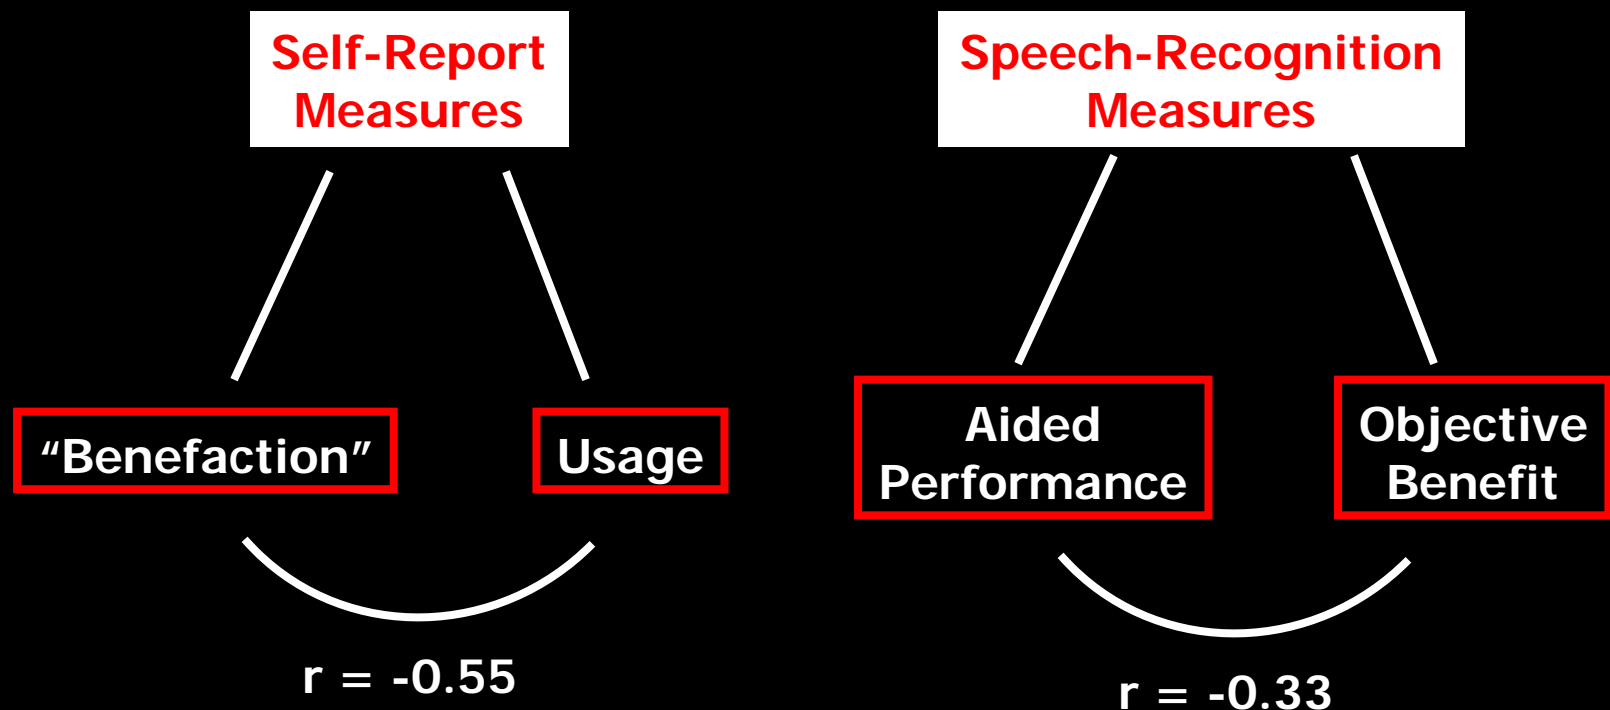 Self-Report
Measures
“Benefaction”
Usage
r = -0.55
Speech-Recognition
Measures
Aided
Performance
Objective
Benefit
r = -0.33